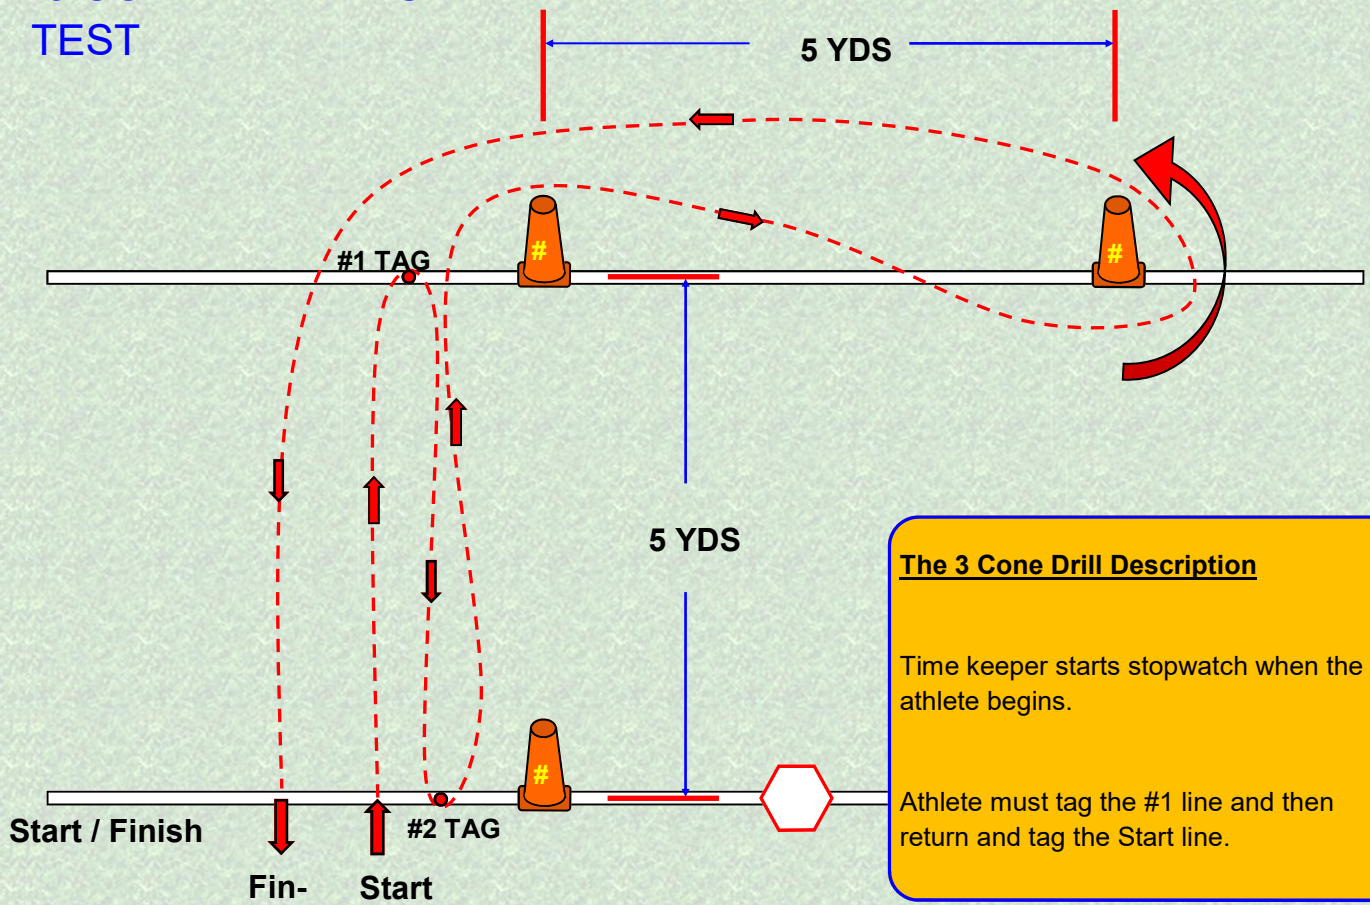 TEST
5 YDS
#
#
#1 TAG
5 YDS
The 3 Cone Drill Description
Time keeper starts stopwatch when the
athlete begins.
Athlete must tag the #1 line and then
return and tag the Start line.
#
Start / Finish
#2 TAG
Fin-
Start